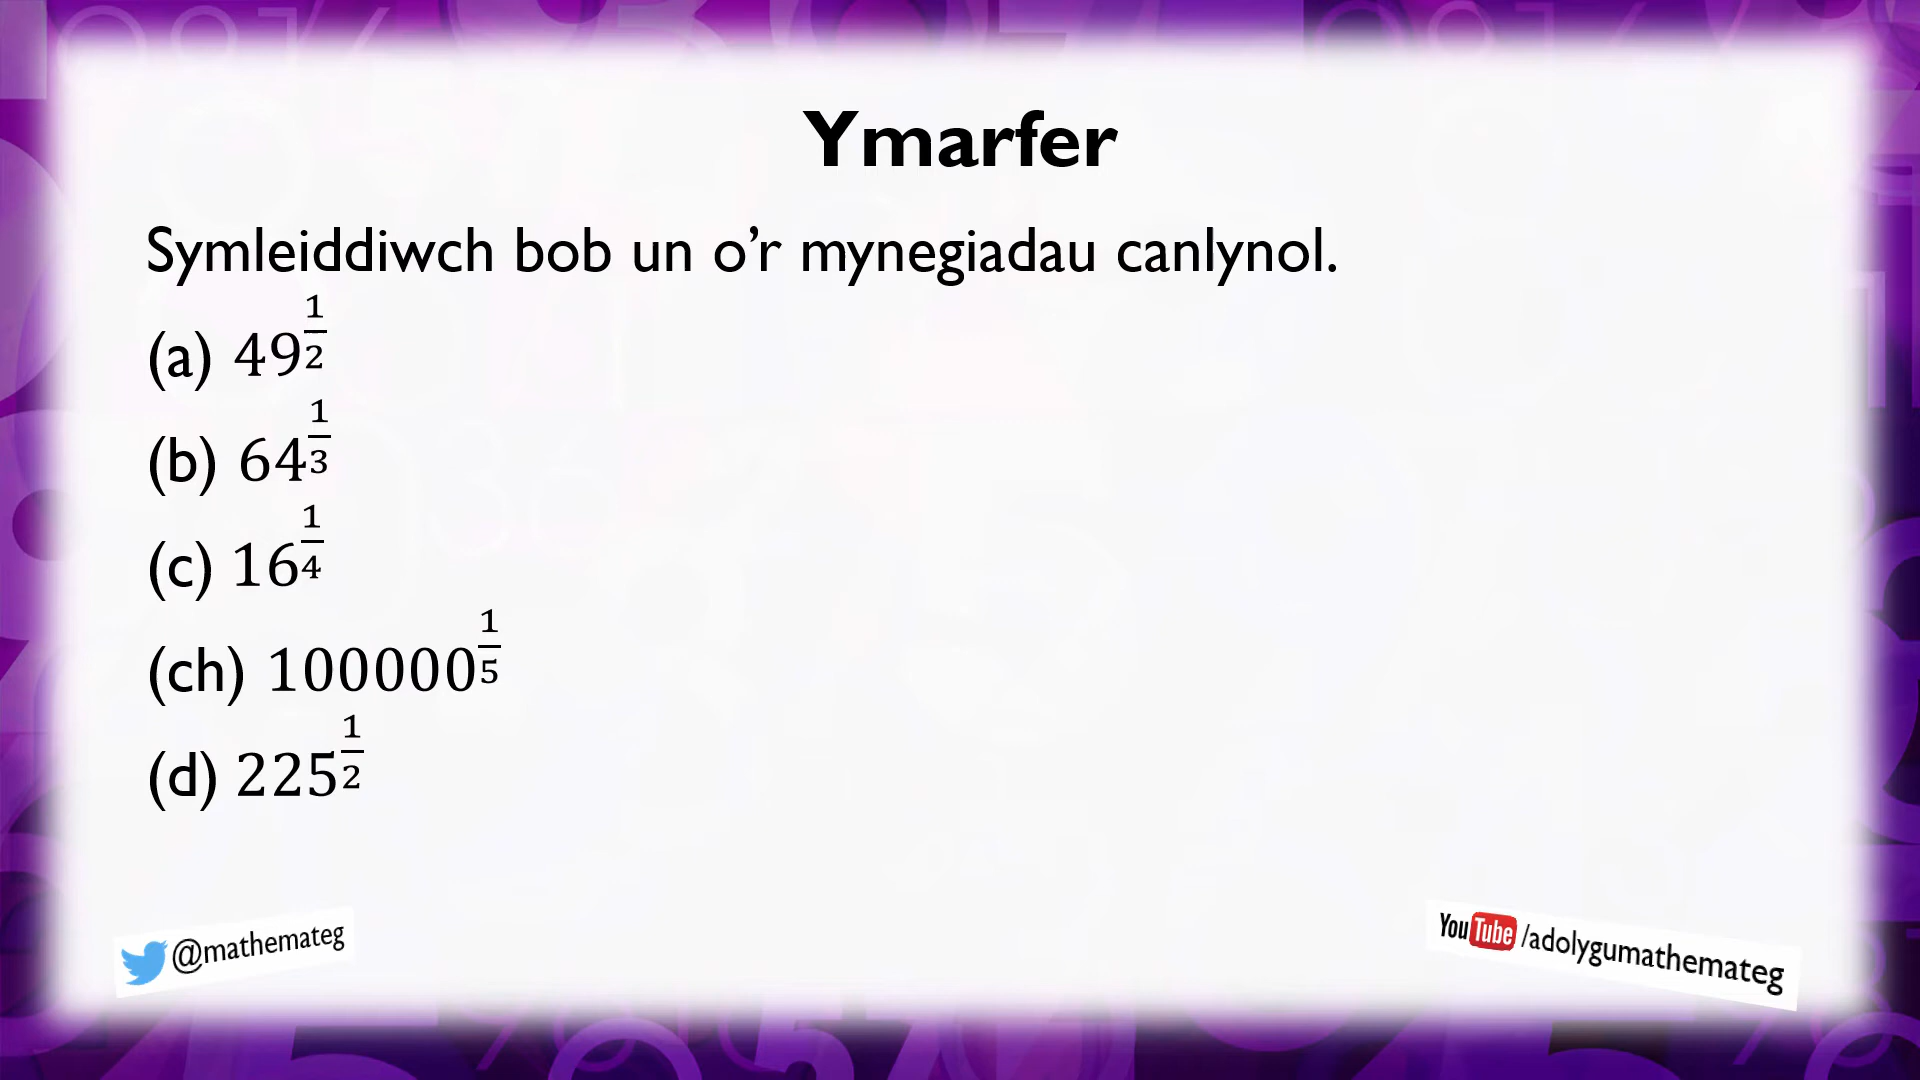 Ymarfer
Symleiddiwch bob un o’r mynegiadau canlynol.
(a) 49^(1/2)
(b) 64^(1/3)
(c) 16^(1/4)
(ch) 100000^(1/5)
(d) 225^(1/2)
@mathemateg
YouTube /adolygumathemateg